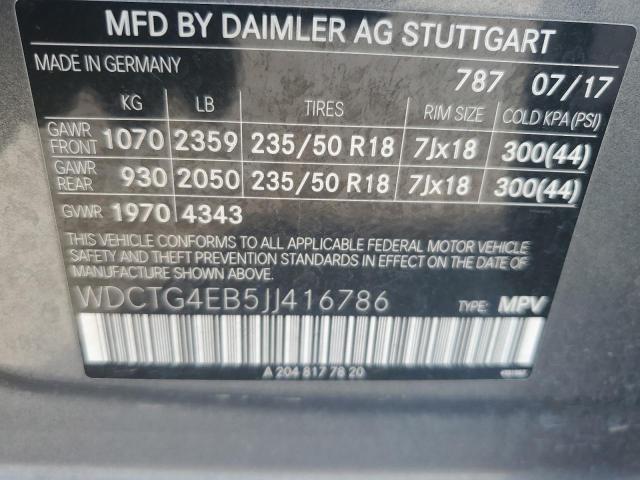 MFD BY DAIMLER AG STUTTGART
MADE IN GERMANY 787 07/17
KG LB TIRES RIM SIZE COLD KPA(PSI)
GAWR FRONT 1070 2359 235/50 R18 7Jx18 300(44)
GAWR REAR 930 2050 235/50 R18 7Jx18 300(44)
GVWR 1970 4343
THIS VEHICLE CONFORMS TO ALL APPLICABLE FEDERAL MOTOR VEHICLE
SAFETY AND THEFT PREVENTION STANDARDS IN EFFECT ON THE DATE
OF MANUFACTURE SHOWN ABOVE.
WDCTG4EB5JJ416786 TYPE: MPV
A 204 817 78 20